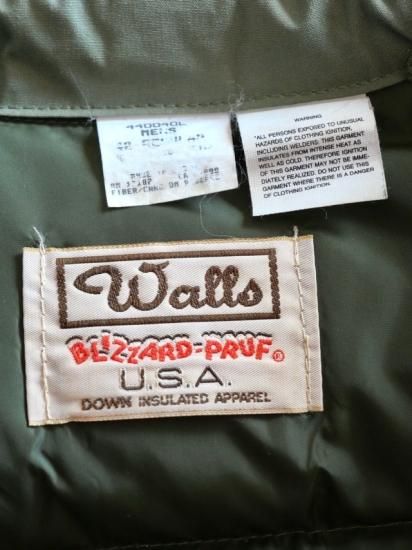 440040L
MENS
WARNING
"ALL PERSONS EXPOSED TO UNUSUAL
HAZARDS OF CLOTHING IGNITION,
INCLUDING WELDERS: THIS GARMENT
INSULATES FROM INTENSE HEAT AS
WELL AS COLD. THEREFORE IGNITION
OF THIS GARMENT MAY NOT BE IMME-
DIATELY REALIZED. DO NOT USE THIS
GARMENT WHERE THERE IS A DANGER
OF CLOTHING IGNITION."
Walls
BLIZZARD-PRUF®
U.S.A.
DOWN INSULATED APPAREL